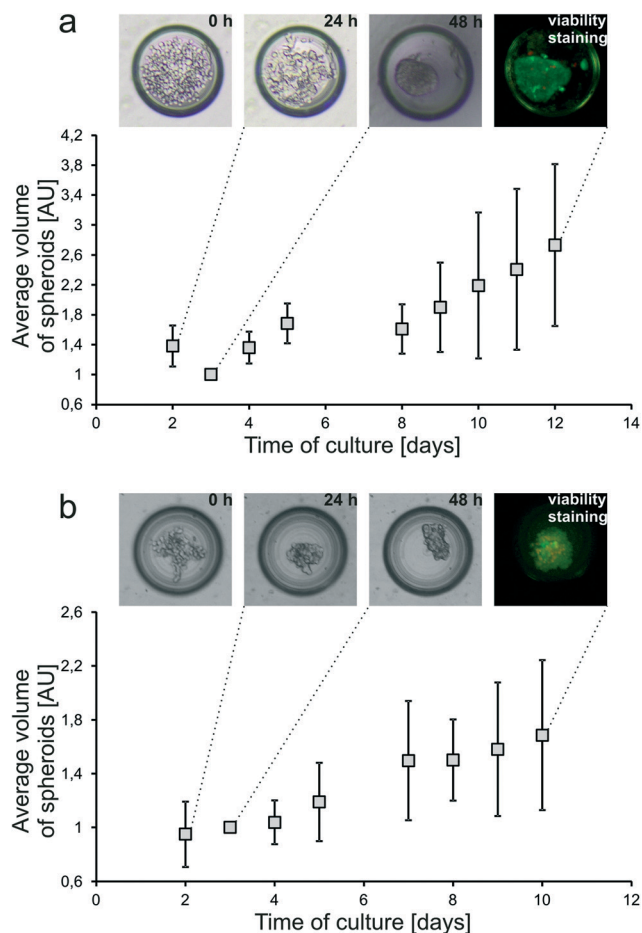 a
0 h
24 h
48 h
viability
staining
4,2
3,8
3,4
3
2,6
2,2
1,8
1,4
1
0,6
Average volume
of spheroids [AU]
0 2 4 6 8 10 12 14
Time of culture [days]
b
0 h
24 h
48 h
viability
staining
2,6
2,2
1,8
1,4
1
0,6
Average volume
of spheroids [AU]
0 2 4 6 8 10 12
Time of culture [days]